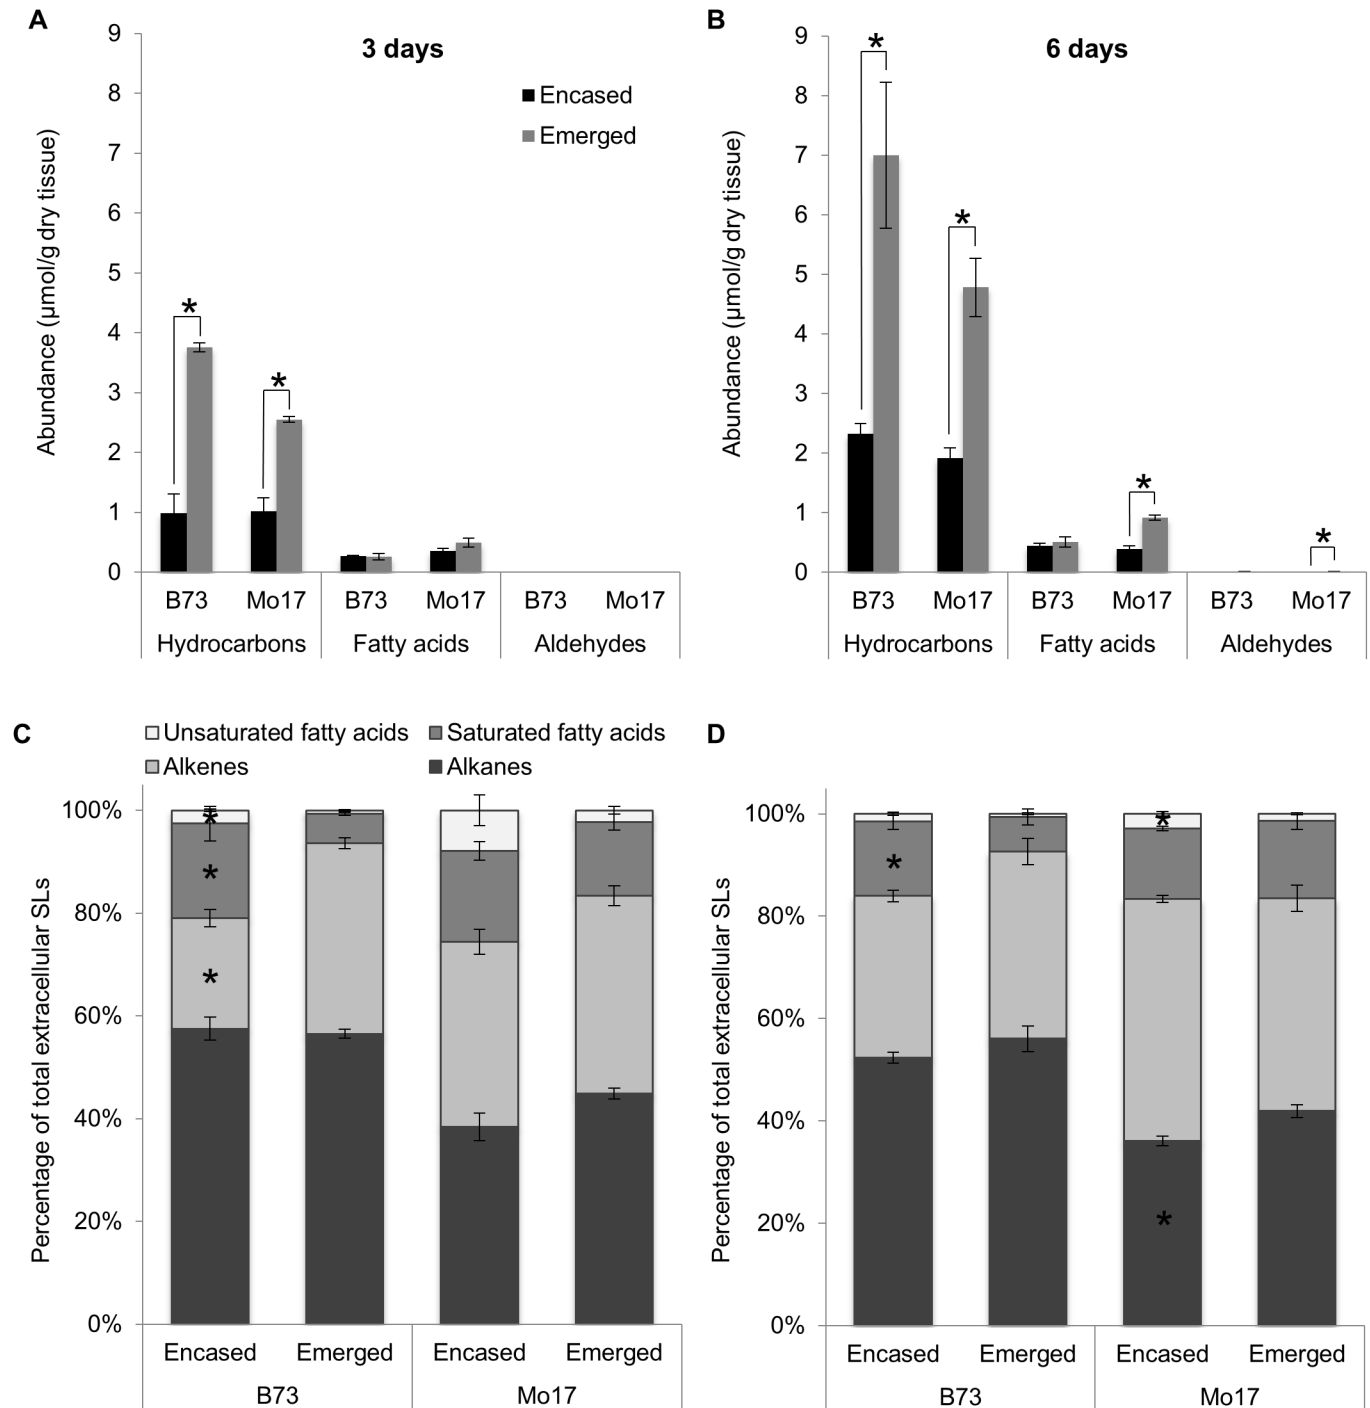 A
3 days
Abundance (µmol/g dry tissue)
9
8
7
6
5
4
3
2
1
0
Encased
Emerged
*
*
B73 Mo17 B73 Mo17 B73 Mo17
Hydrocarbons Fatty acids Aldehydes
B
6 days
Abundance (µmol/g dry tissue)
9
8
7
6
5
4
3
2
1
0
*
*
*
*
B73 Mo17 B73 Mo17 B73 Mo17
Hydrocarbons Fatty acids Aldehydes
C
Unsaturated fatty acids Saturated fatty acids
Alkenes Alkanes
Percentage of total extracellular SLs
100%
80%
60%
40%
20%
0%
*
*
*
Encased Emerged Encased Emerged
B73 Mo17
D
Percentage of total extracellular SLs
100%
80%
60%
40%
20%
0%
*
*
*
Encased Emerged Encased Emerged
B73 Mo17